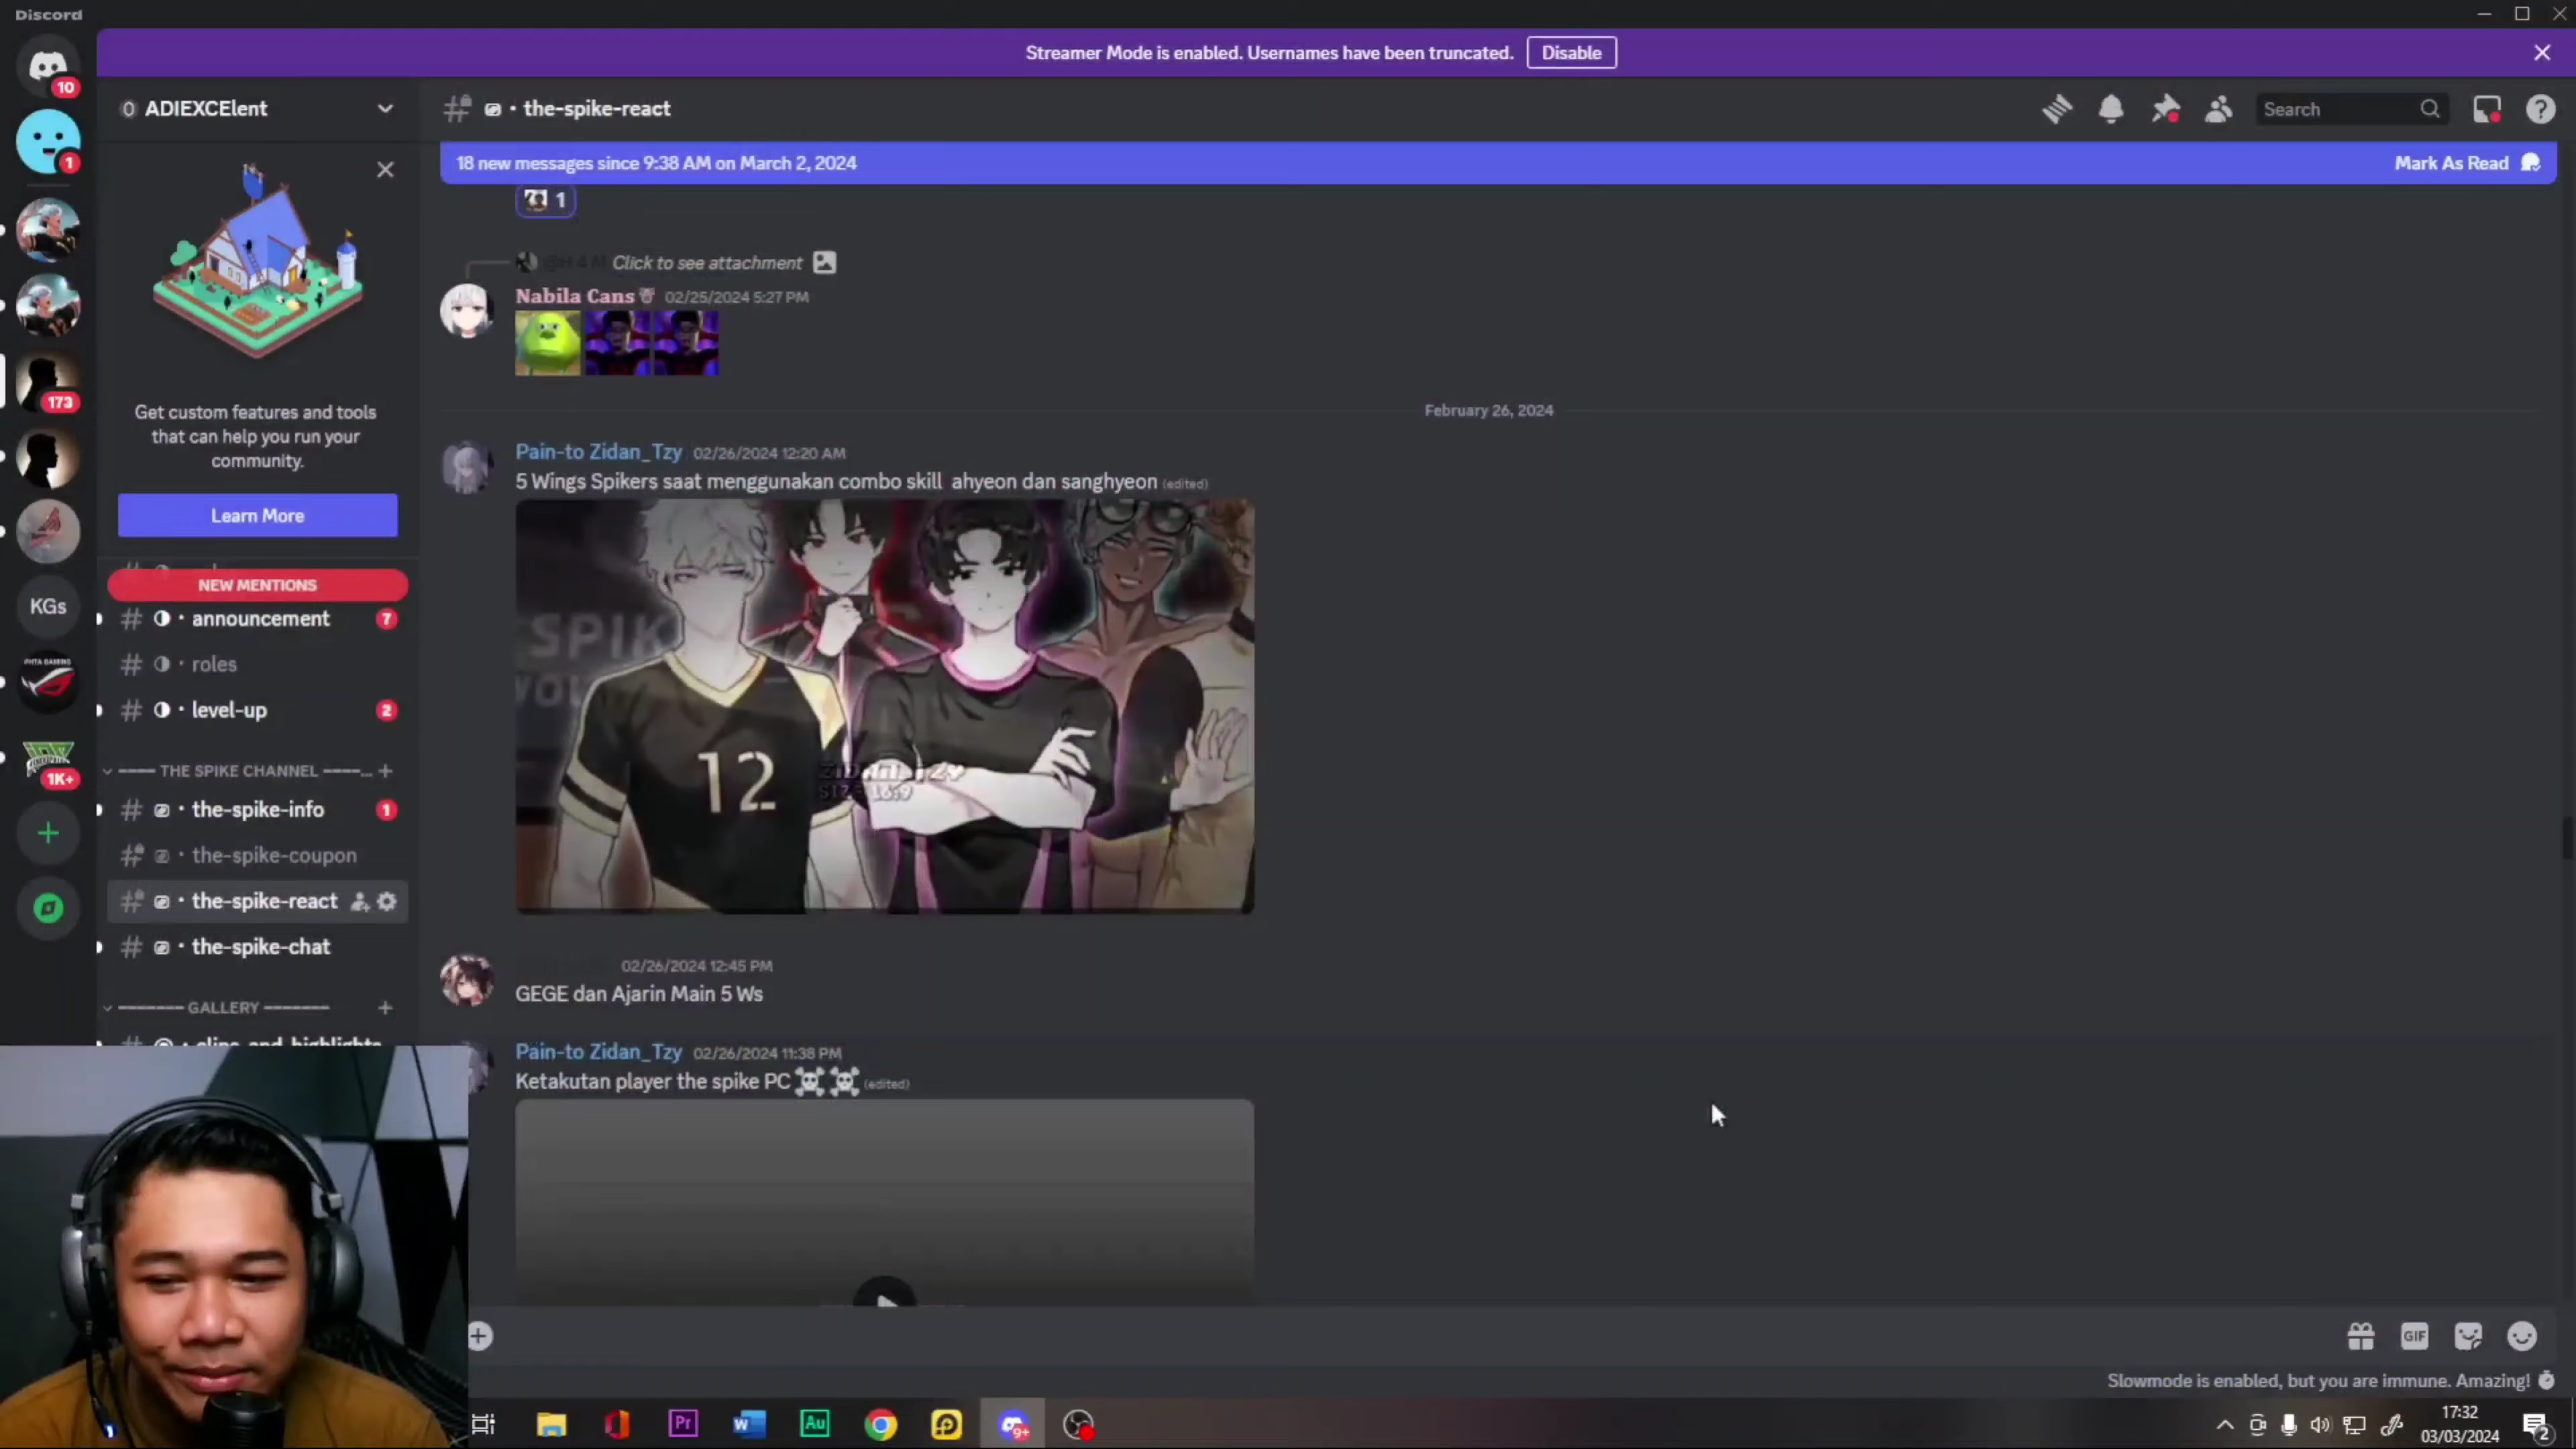 Discord
Streamer Mode is enabled. Usernames have been truncated. Disable
10
1
173
KGs
1K+
ADIEXCElent
Get custom features and tools
that can help you run your
community.
Learn More
NEW MENTIONS
announcement 7
roles
level-up 2
THE SPIKE CHANNEL
the-spike-info 1
the-spike-coupon
the-spike-react
the-spike-chat
GALLERY
the-spike-react
Search
18 new messages since 9:38 AM on March 2, 2024
Mark As Read
1
Click to see attachment
Nabila Cans 02/25/2024 5:27 PM
February 26, 2024
Pain-to Zidan_Tzy 02/26/2024 12:20 AM
5 Wings Spikers saat menggunakan combo skill ahyeon dan sanghyeon (edited)
SPIK
12
02/26/2024 12:45 PM
GEGE dan Ajarin Main 5 Ws
Pain-to Zidan_Tzy 02/26/2024 11:38 PM
Ketakutan player the spike PC ☠️☠️ (edited)
GIF
Slowmode is enabled, but you are immune. Amazing!
Pr
W
Au
9+
17:32
03/03/2024
2